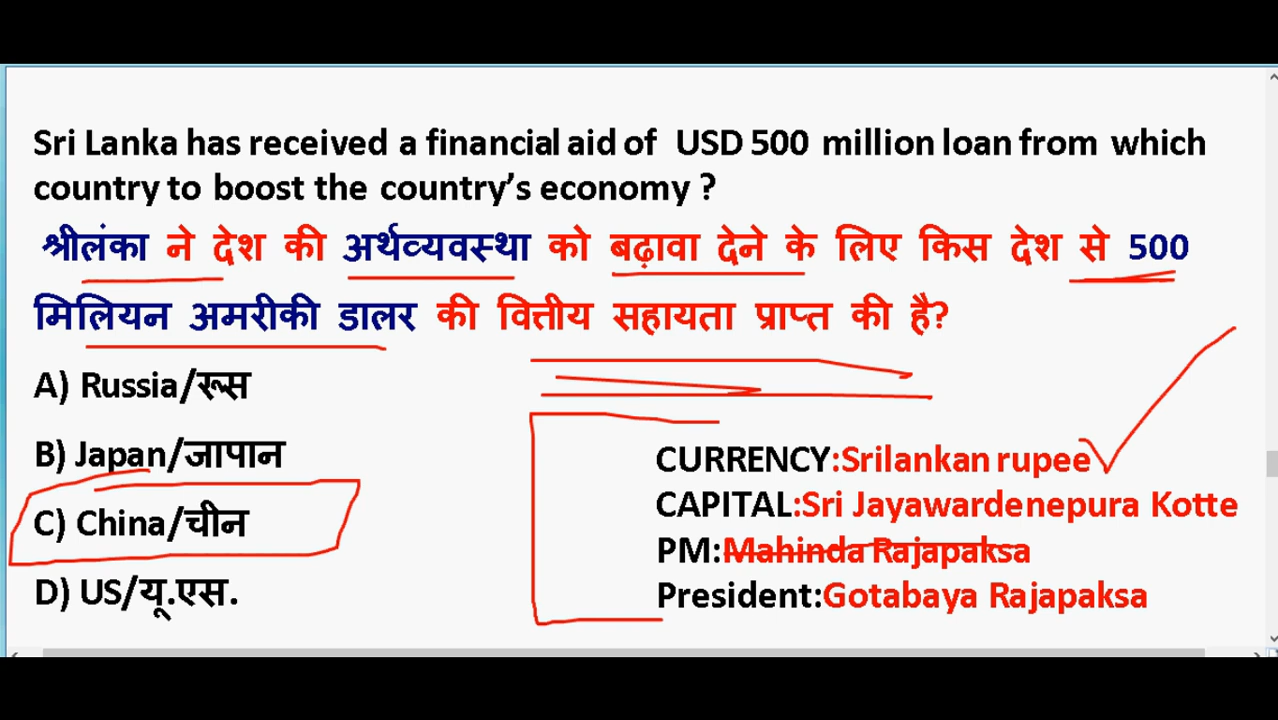 Sri Lanka has received a financial aid of USD 500 million loan from which
country to boost the country's economy ?
श्रीलंका ने देश की अर्थव्यवस्था को बढ़ावा देने के लिए किस देश से 500
मिलियन अमरीकी डालर की वित्तीय सहायता प्राप्त की है?
A) Russia/रूस
B) Japan/जापान
C) China/चीन
D) US/यू.एस.
CURRENCY:Srilankan rupee
CAPITAL:Sri Jayawardenepura Kotte
PM:Mahinda Rajapaksa
President:Gotabaya Rajapaksa